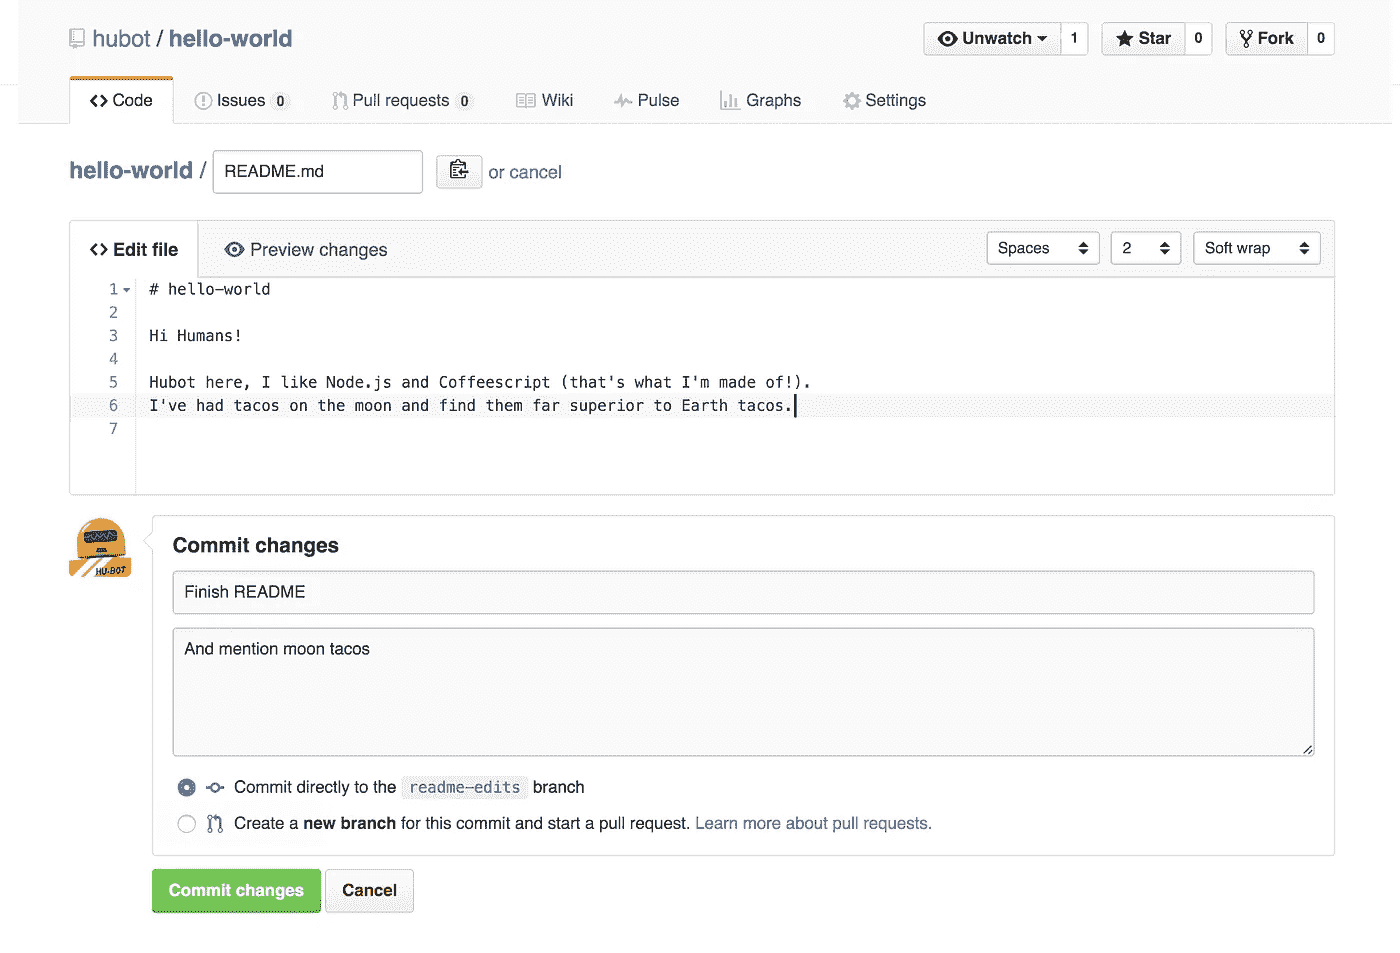 hubot / hello-world
Unwatch 1 Star 0 Fork 0
Code Issues 0 Pull requests 0 Wiki Pulse Graphs Settings
hello-world / README.md or cancel
Edit file Preview changes Spaces 2 Soft wrap
1 # hello-world
2
3 Hi Humans!
4
5 Hubot here, I like Node.js and Coffeescript (that's what I'm made of!).
6 I've had tacos on the moon and find them far superior to Earth tacos.
7
HUBOT
Commit changes
Finish README
And mention moon tacos
Commit directly to the readme-edits branch
Create a new branch for this commit and start a pull request. Learn more about pull requests.
Commit changes Cancel